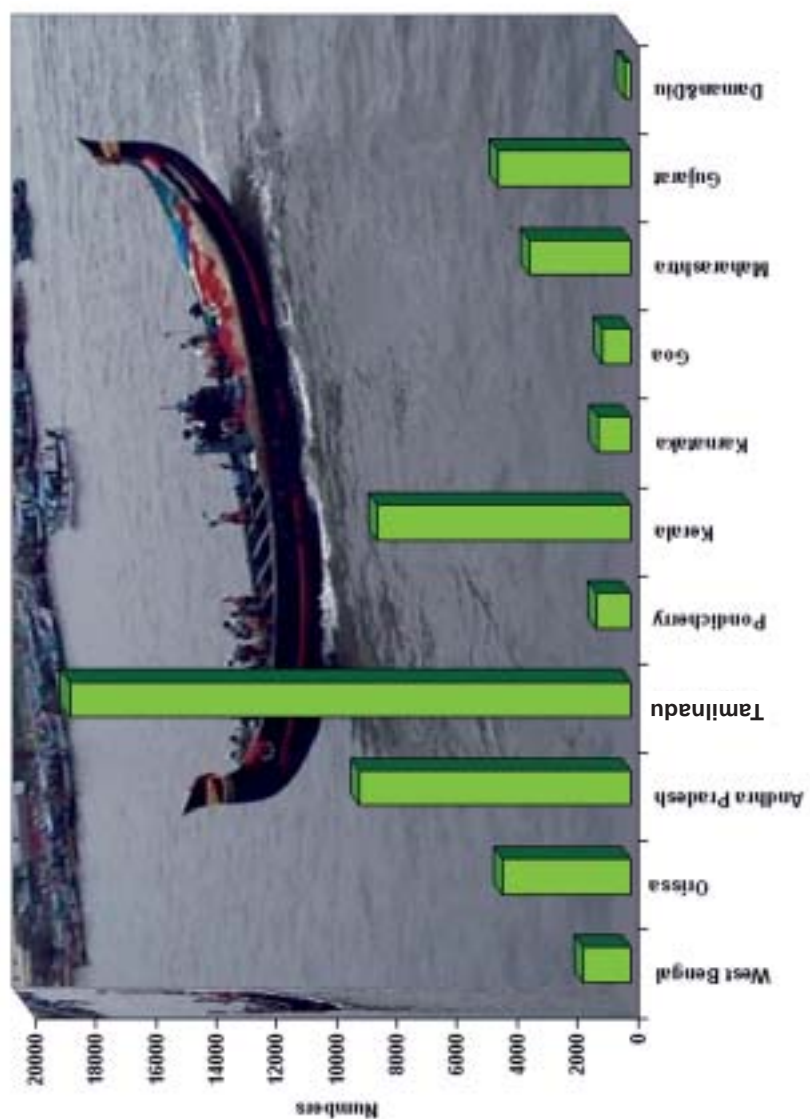 Numbers
20000
18000
16000
14000
12000
10000
8000
6000
4000
2000
0
West Bengal
Orissa
Andhra Pradesh
Tamilnadu
Pondicherry
Kerala
Karnataka
Goa
Maharashtra
Gujarat
Daman&Diu